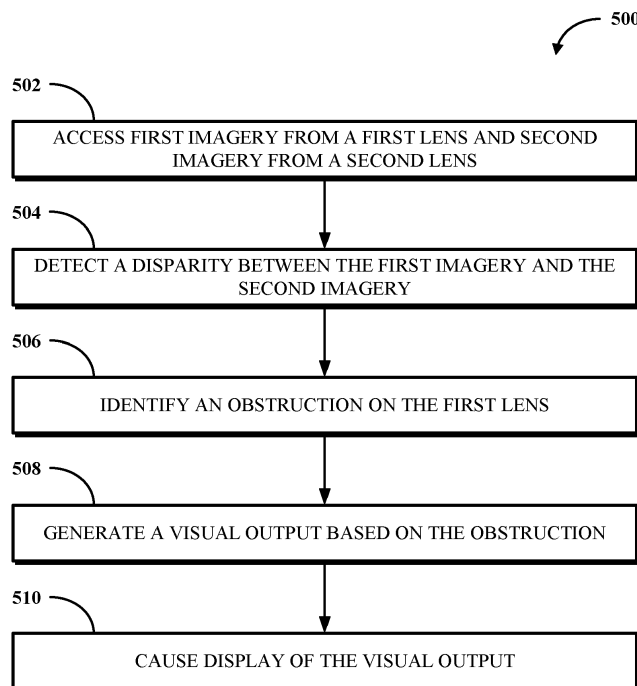 500
502
ACCESS FIRST IMAGERY FROM A FIRST LENS AND SECOND
IMAGERY FROM A SECOND LENS
504
DETECT A DISPARITY BETWEEN THE FIRST IMAGERY AND THE
SECOND IMAGERY
506
IDENTIFY AN OBSTRUCTION ON THE FIRST LENS
508
GENERATE A VISUAL OUTPUT BASED ON THE OBSTRUCTION
510
CAUSE DISPLAY OF THE VISUAL OUTPUT